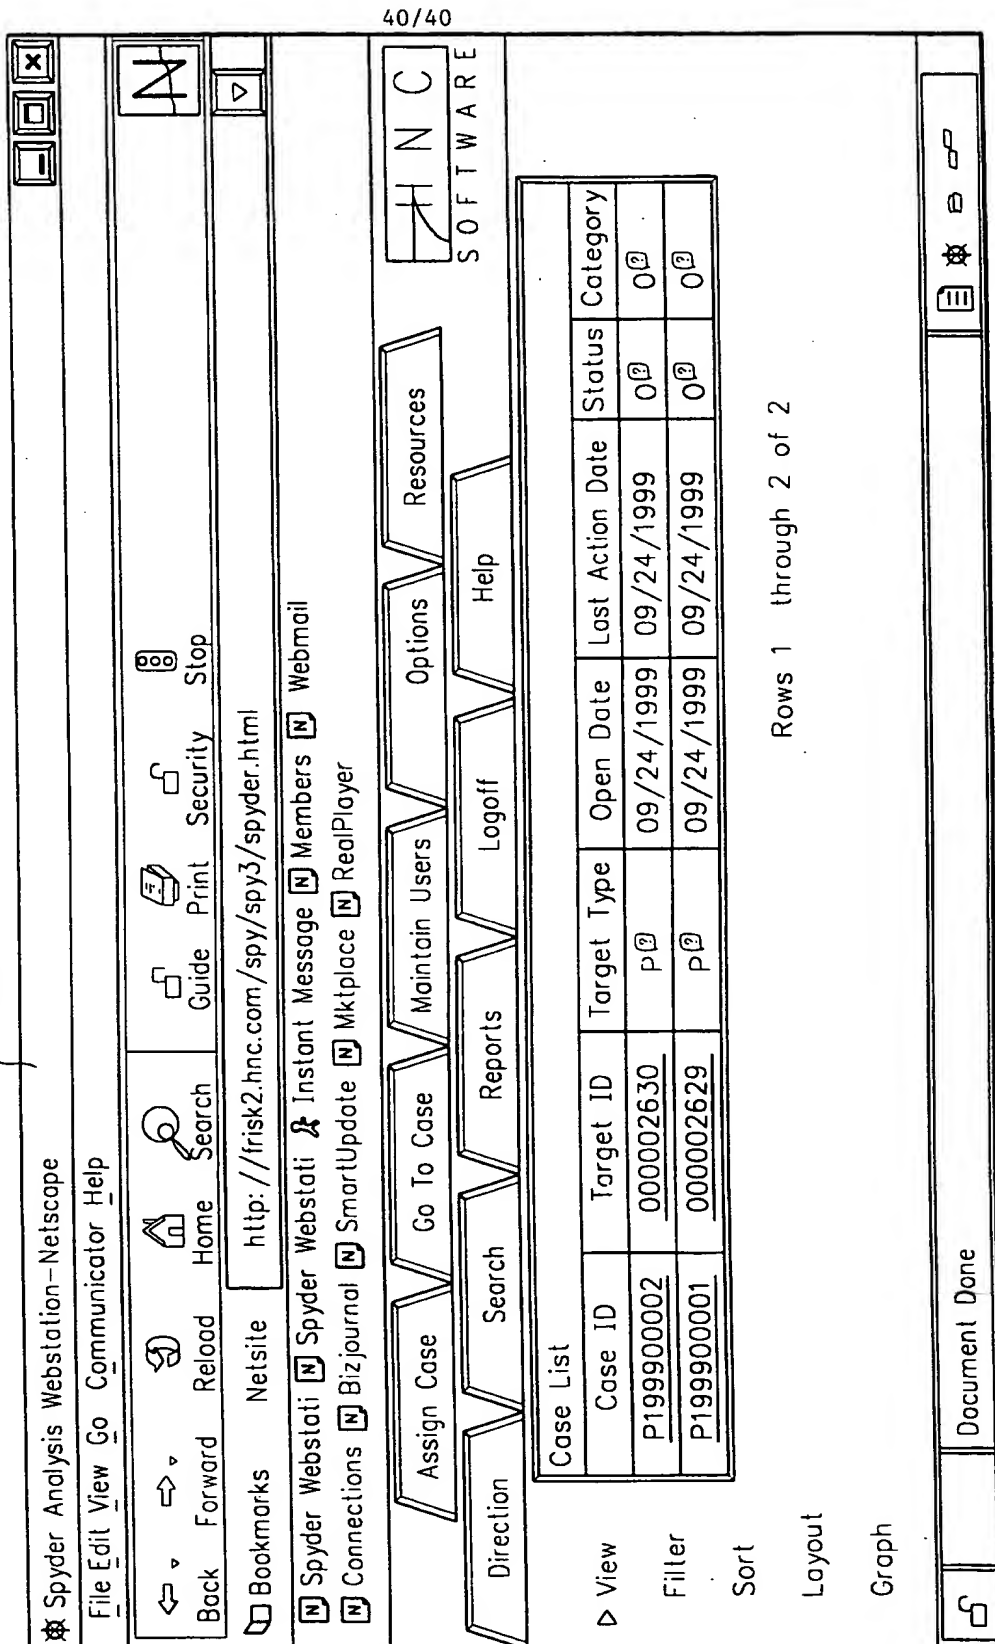 40/40
Spyder Analysis Webstation-Netscape
File Edit View Go Communicator Help
Back Forward Reload Home Search Guide Print Security Stop
N
Bookmarks Netsite http://frisk2.hnc.com/spy/spy3/spyder.html
N Spyder Webstati N Spyder Webstati Instant Message N Members N Webmail
N Connections N Bizjournal N SmartUpdate N Mktplace N RealPlayer
HNC
SOFTWARE
Assign Case Go To Case Maintain Users Options Resources
Direction Search Reports Logoff Help
Case List
Case ID Target ID Target Type Open Date Last Action Date Status Category
P199900002 000002630 P? 09/24/1999 09/24/1999 O? O?
P199900001 000002629 P? 09/24/1999 09/24/1999 O? O?
View
Filter
Sort
Layout
Graph
Rows 1 through 2 of 2
Document Done